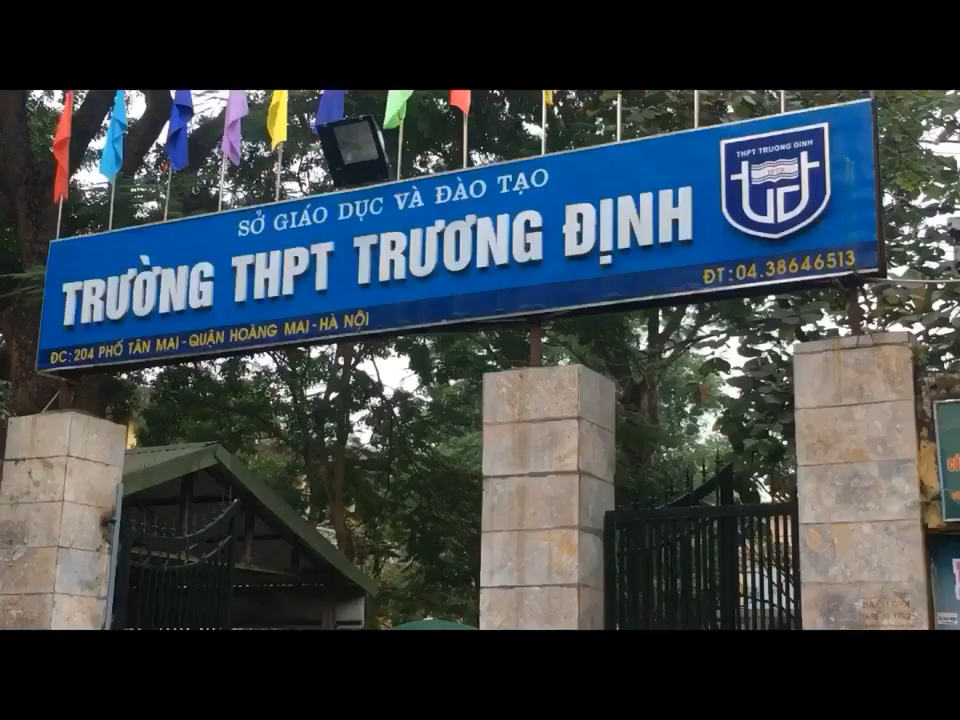 SỞ GIÁO DỤC VÀ ĐÀO TẠO
TRƯỜNG THPT TRƯƠNG ĐỊNH
ĐC: 204 PHỐ TÂN MAI - QUẬN HOÀNG MAI - HÀ NỘI
ĐT: 04.38646513
THPT TRƯƠNG ĐỊNH